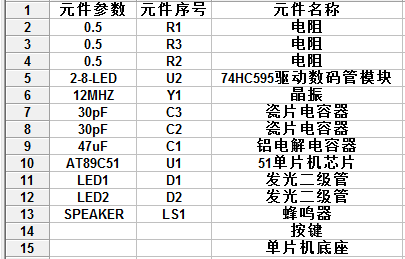 1 元件参数 元件序号 元件名称
2 0.5 R1 电阻
3 0.5 R3 电阻
4 0.5 R2 电阻
5 2-8-LED U2 74HC595驱动数码管模块
6 12MHZ Y1 晶振
7 30pF C3 瓷片电容器
8 30pF C2 瓷片电容器
9 47uF C1 铝电解电容器
10 AT89C51 U1 51单片机芯片
11 LED1 D1 发光二级管
12 LED2 D2 发光二级管
13 SPEAKER LS1 蜂鸣器
14 按键
15 单片机底座